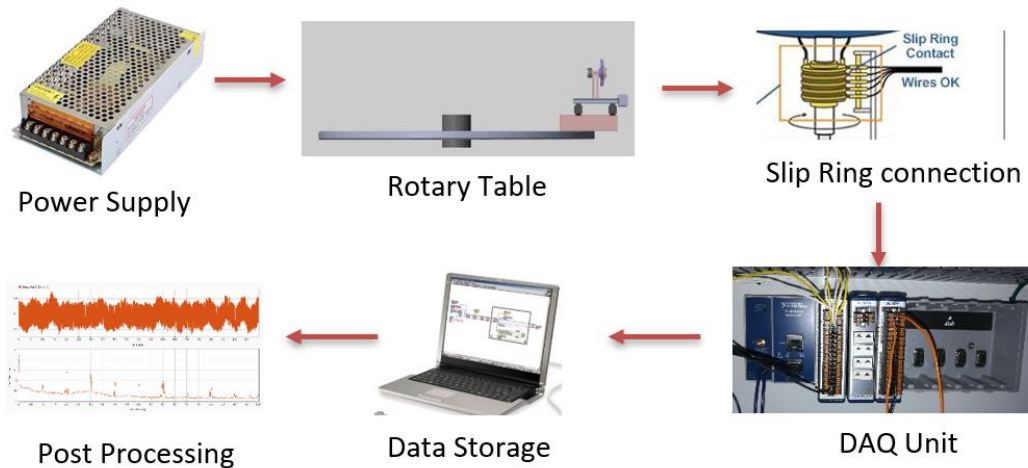 Slip Ring
Contact
Wires OK
Power Supply
Rotary Table
Slip Ring connection
Post Processing
Data Storage
DAQ Unit